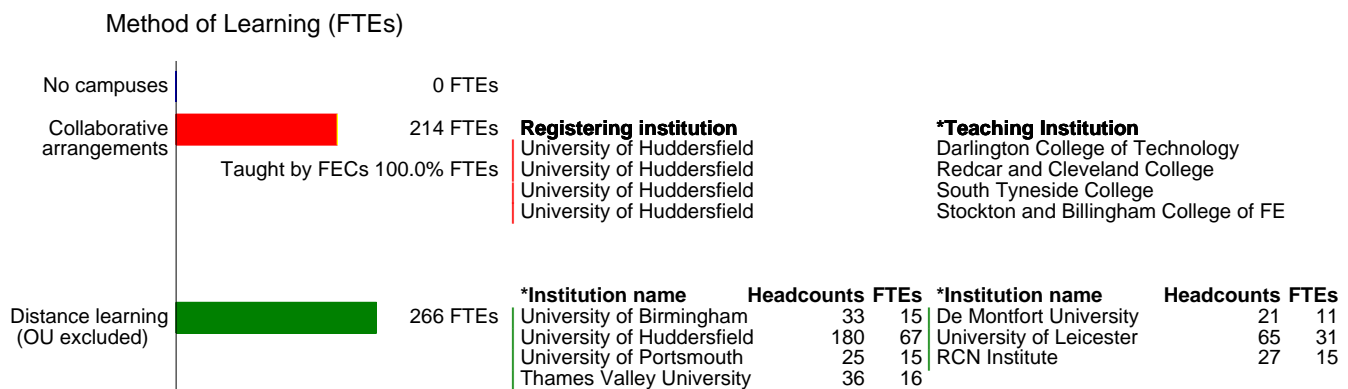 Method of Learning (FTEs)
No campuses 0 FTEs
Collaborative arrangements 214 FTEs
Taught by FECs 100.0% FTEs
Registering institution *Teaching Institution
University of Huddersfield Darlington College of Technology
University of Huddersfield Redcar and Cleveland College
University of Huddersfield South Tyneside College
University of Huddersfield Stockton and Billingham College of FE
Distance learning (OU excluded) 266 FTEs
*Institution name Headcounts FTEs *Institution name Headcounts FTEs
University of Birmingham 33 15 De Montfort University 21 11
University of Huddersfield 180 67 University of Leicester 65 31
University of Portsmouth 25 15 RCN Institute 27 15
Thames Valley University 36 16